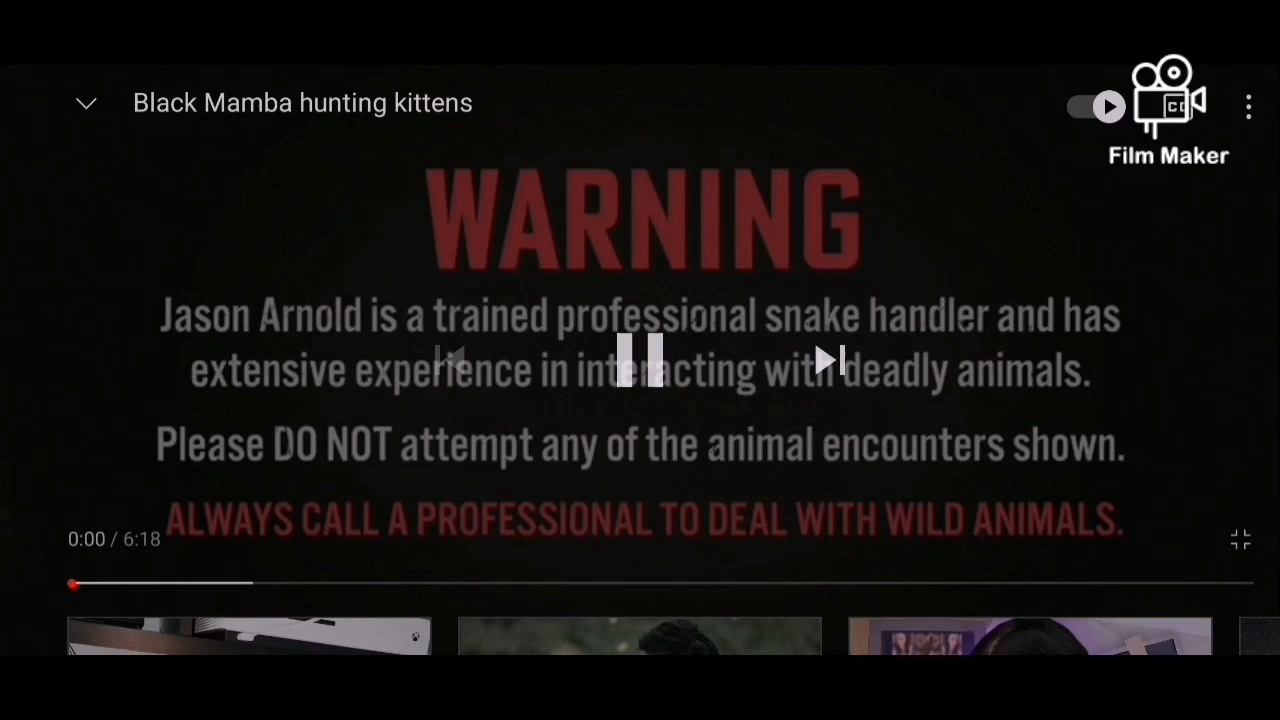 Black Mamba hunting kittens
CC
Film Maker
WARNING
Jason Arnold is a trained professional snake handler and has
extensive experience in interacting with deadly animals.
Please DO NOT attempt any of the animal encounters shown.
ALWAYS CALL A PROFESSIONAL TO DEAL WITH WILD ANIMALS.
0:00 / 6:18